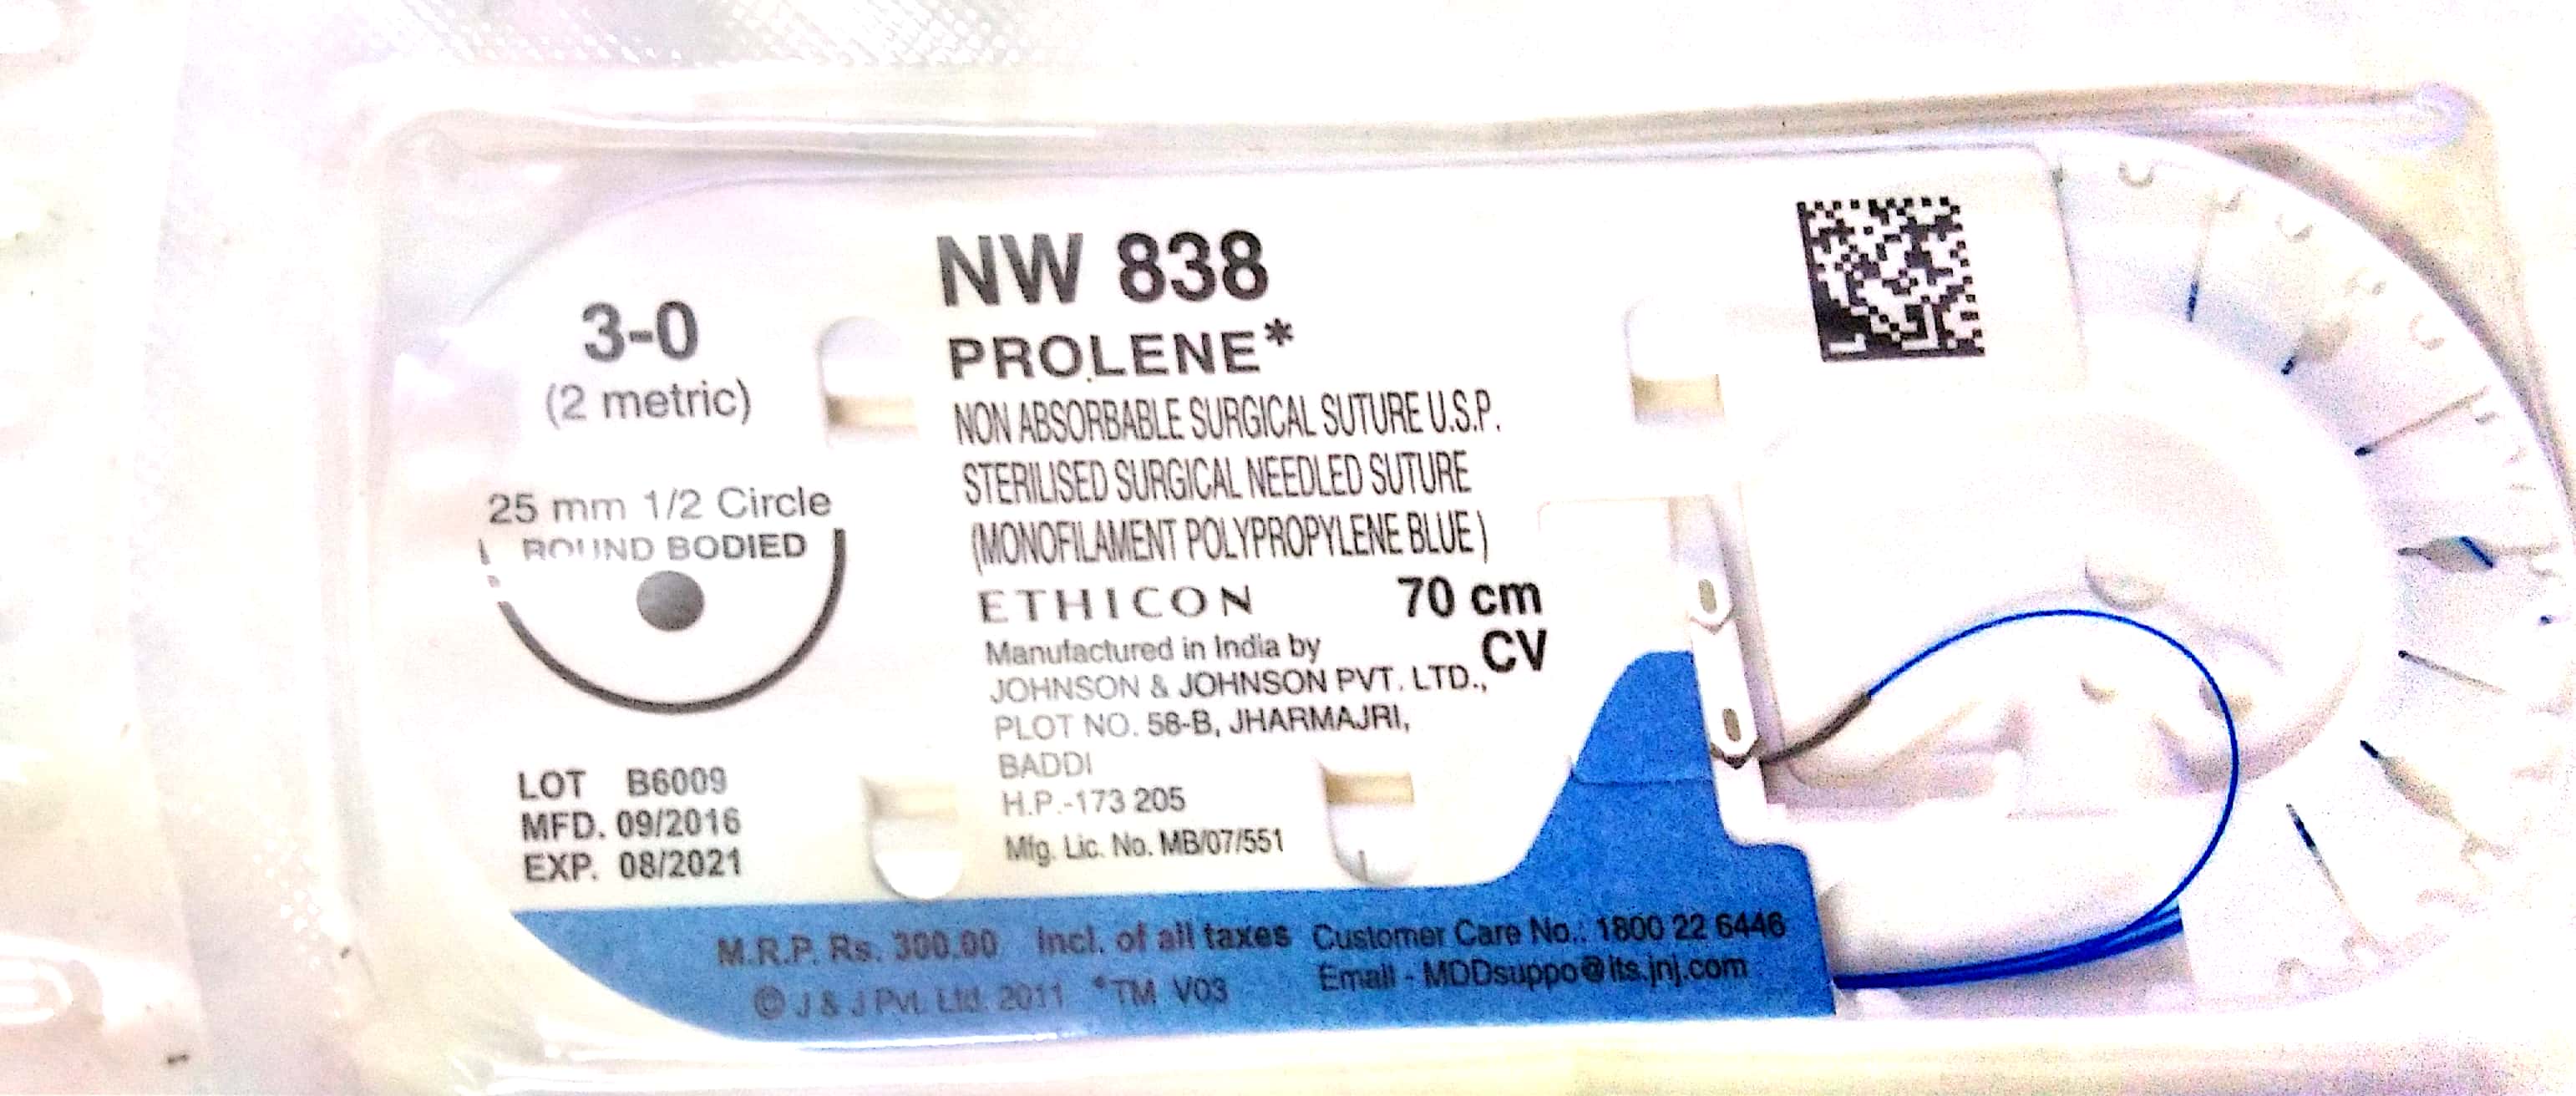 NW 838
3-0
(2 metric)
PROLENE*
NON ABSORBABLE SURGICAL SUTURE U.S.P.
STERILISED SURGICAL NEEDLED SUTURE
(MONOFILAMENT POLYPROPYLENE BLUE)
25 mm 1/2 Circle
ROUND BODIED
ETHICON 70 cm
CV
Manufactured in India by
JOHNSON & JOHNSON PVT. LTD.,
PLOT NO. 58-B, JHARMAJRI,
BADDI
H.P.-173 205
Mfg. Lic. No. MB/07/551
LOT B6009
MFD. 09/2016
EXP. 08/2021
M.R.P. Rs. 300.00 Incl. of all taxes
© J & J Pvt. Ltd. 2011 *TM V03
Customer Care No.: 1800 22 6446
Email - MDDsuppo@its.jnj.com